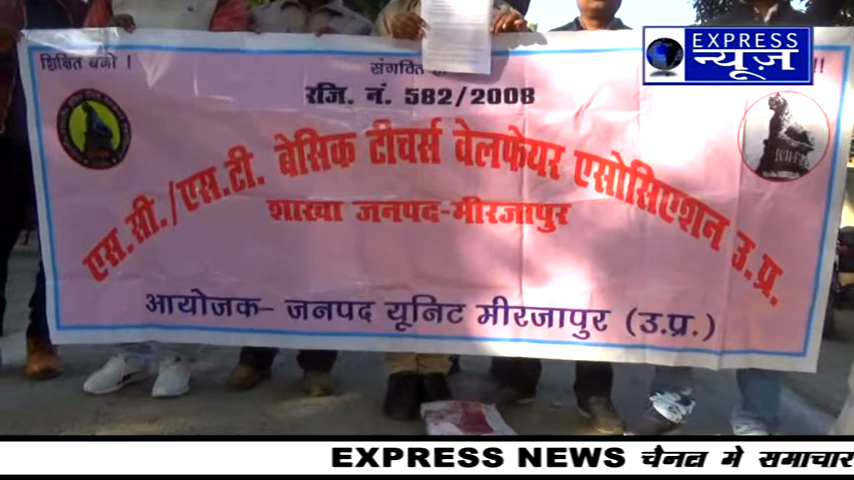 शिक्षित बनो !
संगठित
!!
EXPRESS
न्यूज़
रजि. नं. 582/2008
एस.सी./एस.टी. बेसिक टीचर्स वेलफेयर एसोसिएशन उ.प्र.
शाखा जनपद-मीरजापुर
आयोजक- जनपद यूनिट मीरजापुर (उ.प्र.)
EXPRESS NEWS चैनल मे समाचार